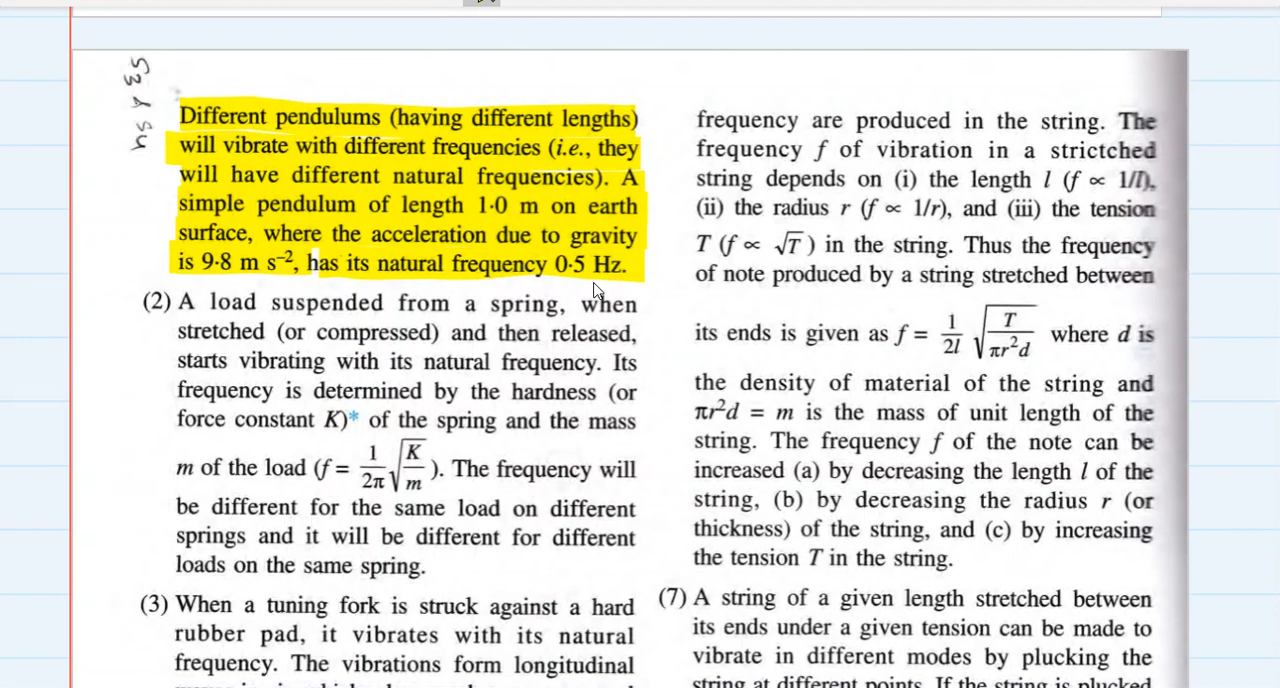 Different pendulums (having different lengths)
will vibrate with different frequencies (i.e., they
will have different natural frequencies). A
simple pendulum of length 1·0 m on earth
surface, where the acceleration due to gravity
is 9·8 m s⁻², has its natural frequency 0·5 Hz.
(2) A load suspended from a spring, when
stretched (or compressed) and then released,
starts vibrating with its natural frequency. Its
frequency is determined by the hardness (or
force constant K)* of the spring and the mass
m of the load (f = 1/2π √(K/m) ). The frequency will
be different for the same load on different
springs and it will be different for different
loads on the same spring.
(3) When a tuning fork is struck against a hard
rubber pad, it vibrates with its natural
frequency. The vibrations form longitudinal
frequency are produced in the string. The
frequency f of vibration in a strictched
string depends on (i) the length l (f ∝ 1/l),
(ii) the radius r (f ∝ 1/r), and (iii) the tension
T (f ∝ √T ) in the string. Thus the frequency
of note produced by a string stretched between
its ends is given as f = 1/2l √(T/πr²d) where d is
the density of material of the string and
πr²d = m is the mass of unit length of the
string. The frequency f of the note can be
increased (a) by decreasing the length l of the
string, (b) by decreasing the radius r (or
thickness) of the string, and (c) by increasing
the tension T in the string.
(7) A string of a given length stretched between
its ends under a given tension can be made to
vibrate in different modes by plucking the
string at different points. If the string is plucked